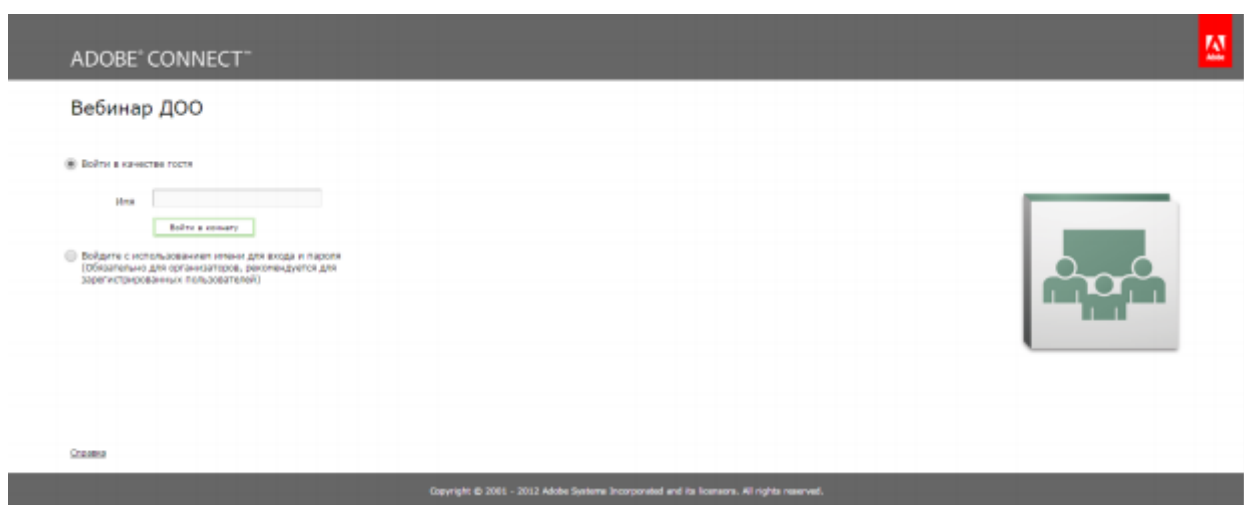 ADOBE® CONNECT™
Adobe
Вебинар ДОО
Войти в качестве гостя
Имя
Войти в комнату
Войдите с использованием имени для входа и пароля
(Обязательно для организаторов, рекомендуется для
зарегистрированных пользователей)
Справка
Copyright © 2001 - 2012 Adobe Systems Incorporated and its licensors. All rights reserved.